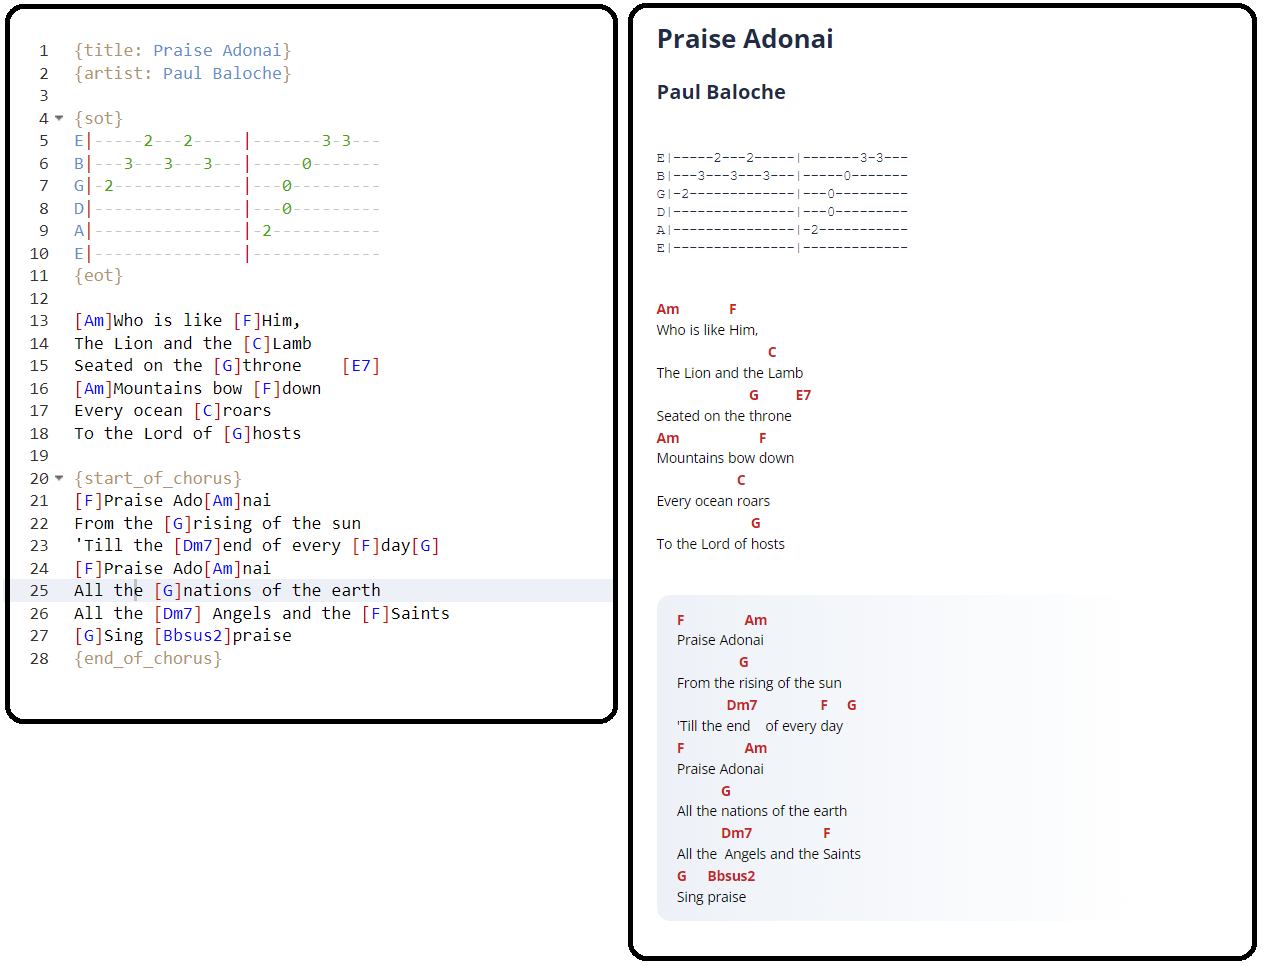 1 {title: Praise Adonai}
2 {artist: Paul Baloche}
3
4 {sot}
5 E|-----2---2-----|-------3-3---
6 B|---3---3---3---|-----0-------
7 G|-2-------------|---0---------
8 D|---------------|---0---------
9 A|---------------|-2-----------
10 E|---------------|-------------
11 {eot}
12
13 [Am]Who is like [F]Him,
14 The Lion and the [C]Lamb
15 Seated on the [G]throne    [E7]
16 [Am]Mountains bow [F]down
17 Every ocean [C]roars
18 To the Lord of [G]hosts
19
20 {start_of_chorus}
21 [F]Praise Ado[Am]nai
22 From the [G]rising of the sun
23 'Till the [Dm7]end of every [F]day[G]
24 [F]Praise Ado[Am]nai
25 All the [G]nations of the earth
26 All the [Dm7] Angels and the [F]Saints
27 [G]Sing [Bbsus2]praise
28 {end_of_chorus}
Praise Adonai
Paul Baloche
E|-----2---2-----|-------3-3---
B|---3---3---3---|-----0-------
G|-2-------------|---0---------
D|---------------|---0---------
A|---------------|-2-----------
E|---------------|-------------
Am F
Who is like Him,
C
The Lion and the Lamb
G E7
Seated on the throne
Am F
Mountains bow down
C
Every ocean roars
G
To the Lord of hosts
F Am
Praise Adonai
G
From the rising of the sun
Dm7 F G
'Till the end of every day
F Am
Praise Adonai
G
All the nations of the earth
Dm7 F
All the Angels and the Saints
G Bbsus2
Sing praise